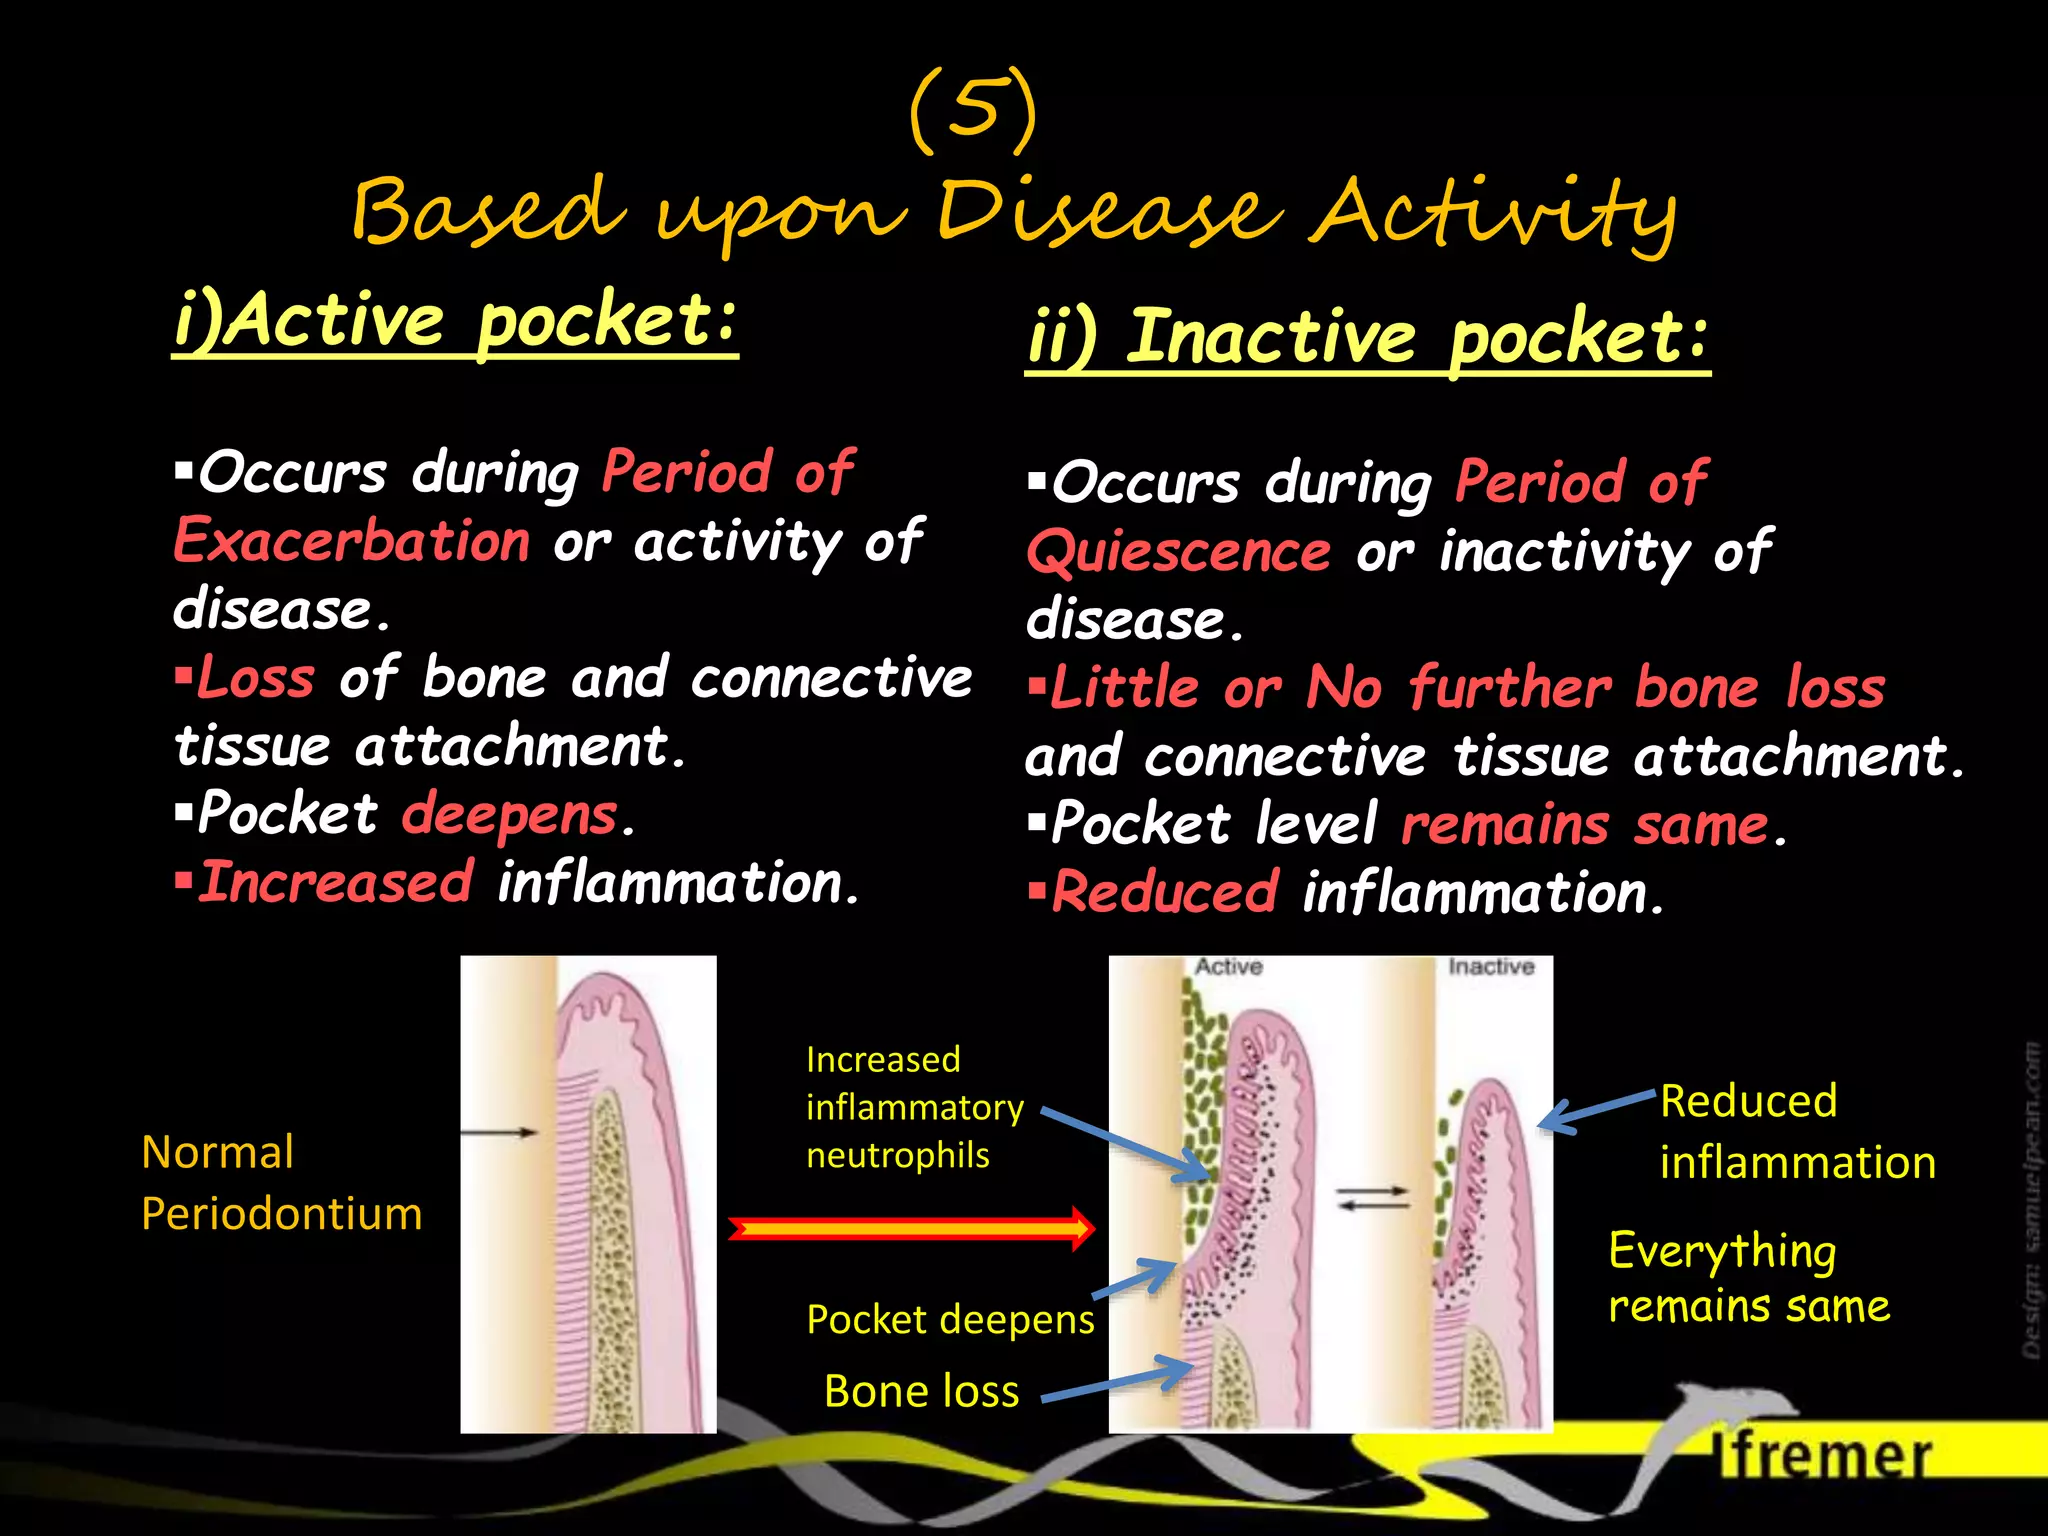 (5)
Based upon Disease Activity
i)Active pocket:
▪Occurs during Period of
Exacerbation or activity of
disease.
▪Loss of bone and connective
tissue attachment.
▪Pocket deepens.
▪Increased inflammation.
ii) Inactive pocket:
▪Occurs during Period of
Quiescence or inactivity of
disease.
▪Little or No further bone loss
and connective tissue attachment.
▪Pocket level remains same.
▪Reduced inflammation.
Normal
Periodontium
Increased
inflammatory
neutrophils
Pocket deepens
Bone loss
Active
Inactive
Reduced
inflammation
Everything
remains same
Design: samuelpean.com
Ifremer